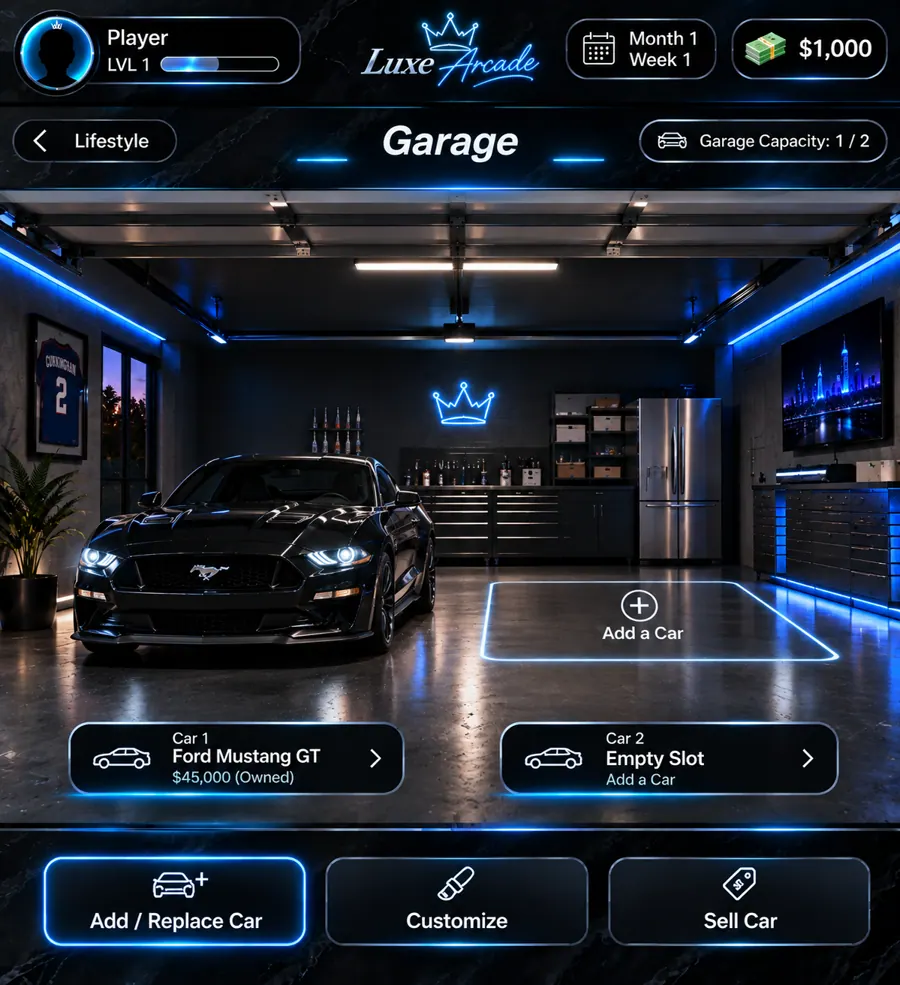 Player
LVL 1
Luxe Arcade
Month 1
Week 1
$1,000
Lifestyle
Garage
Garage Capacity: 1 / 2
CUNNINGHAM
2
Add a Car
Car 1
Ford Mustang GT
$45,000 (Owned)
Car 2
Empty Slot
Add a Car
Add / Replace Car
Customize
Sell Car